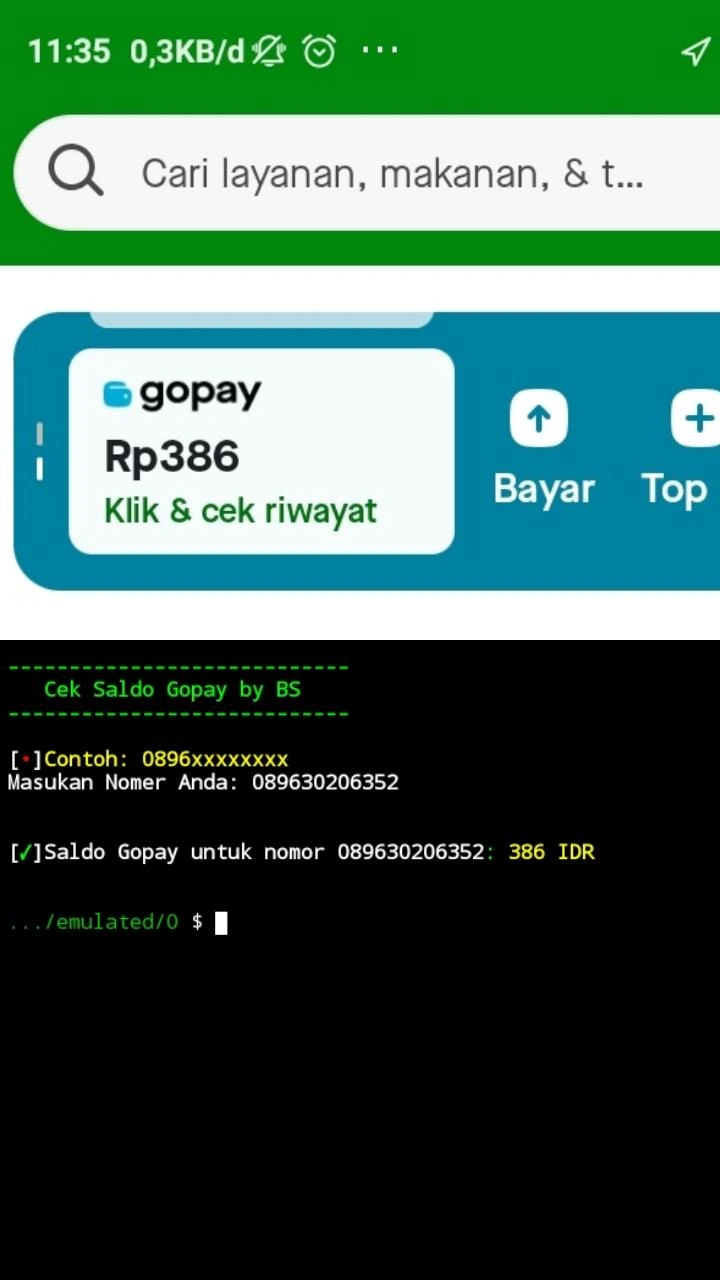 11:35 0,3KB/d ...
Cari layanan, makanan, & t...
gopay
Rp386
Klik & cek riwayat
Bayar
Top
----------------------------
Cek Saldo Gopay by BS
----------------------------
[•]Contoh: 0896xxxxxxxx
Masukan Nomer Anda: 089630206352
[✓]Saldo Gopay untuk nomor 089630206352: 386 IDR
.../emulated/0 $